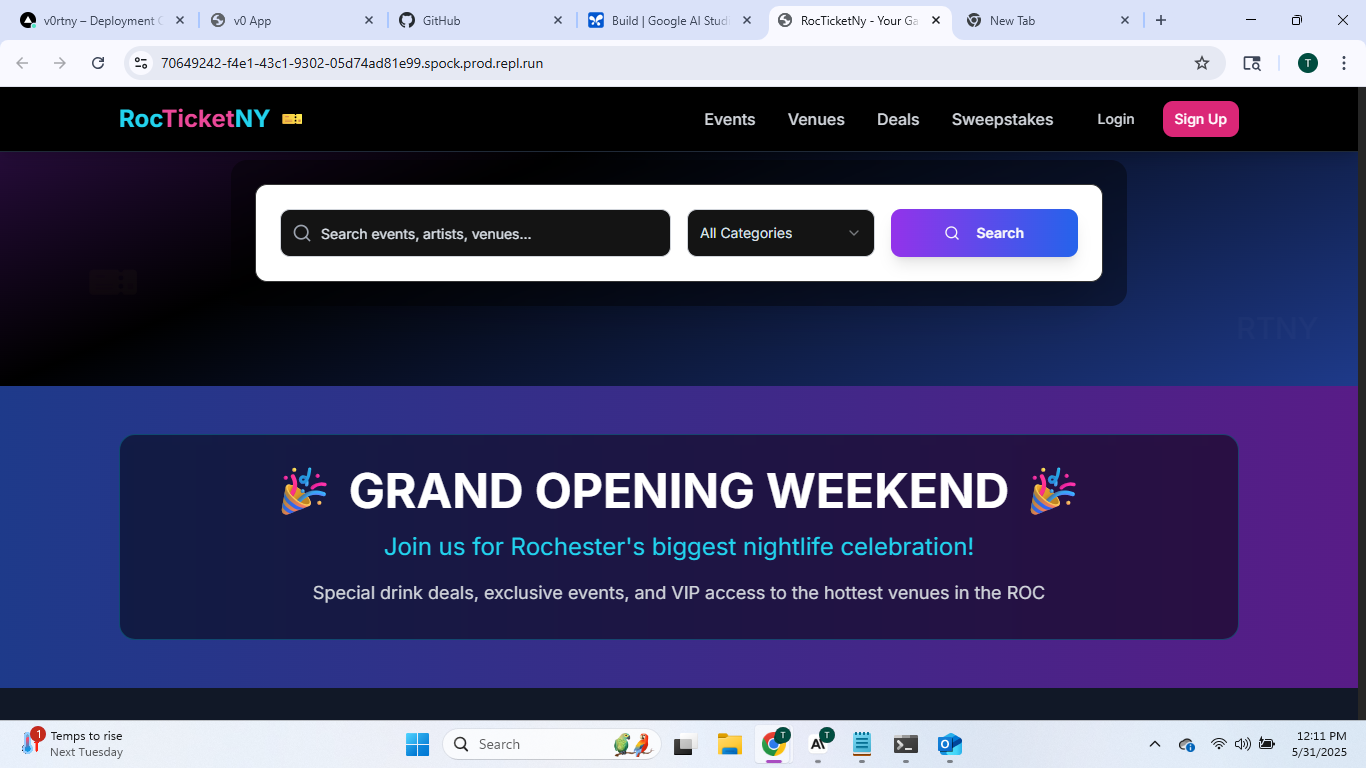 v0rtny – Deployment
v0 App
GitHub
Build | Google AI Stud
RocTicketNy - Your Ga
New Tab
70649242-f4e1-43c1-9302-05d74ad81e99.spock.prod.repl.run
T
RocTicketNY 🎫
Events
Venues
Deals
Sweepstakes
Login
Sign Up
Search events, artists, venues...
All Categories
Search
RTNY
🎉 GRAND OPENING WEEKEND 🎉
Join us for Rochester's biggest nightlife celebration!
Special drink deals, exclusive events, and VIP access to the hottest venues in the ROC
1
Temps to rise
Next Tuesday
Search
T
T
12:11 PM
5/31/2025